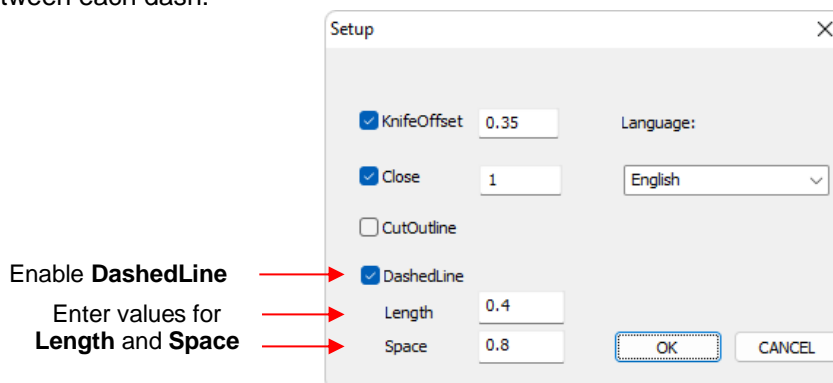 tween each dash.
Setup
KnifeOffset 0.35 Language:
Close 1 English
CutOutline
Enable DashedLine DashedLine
Enter values for Length 0.4
Length and Space Space 0.8 OK CANCEL